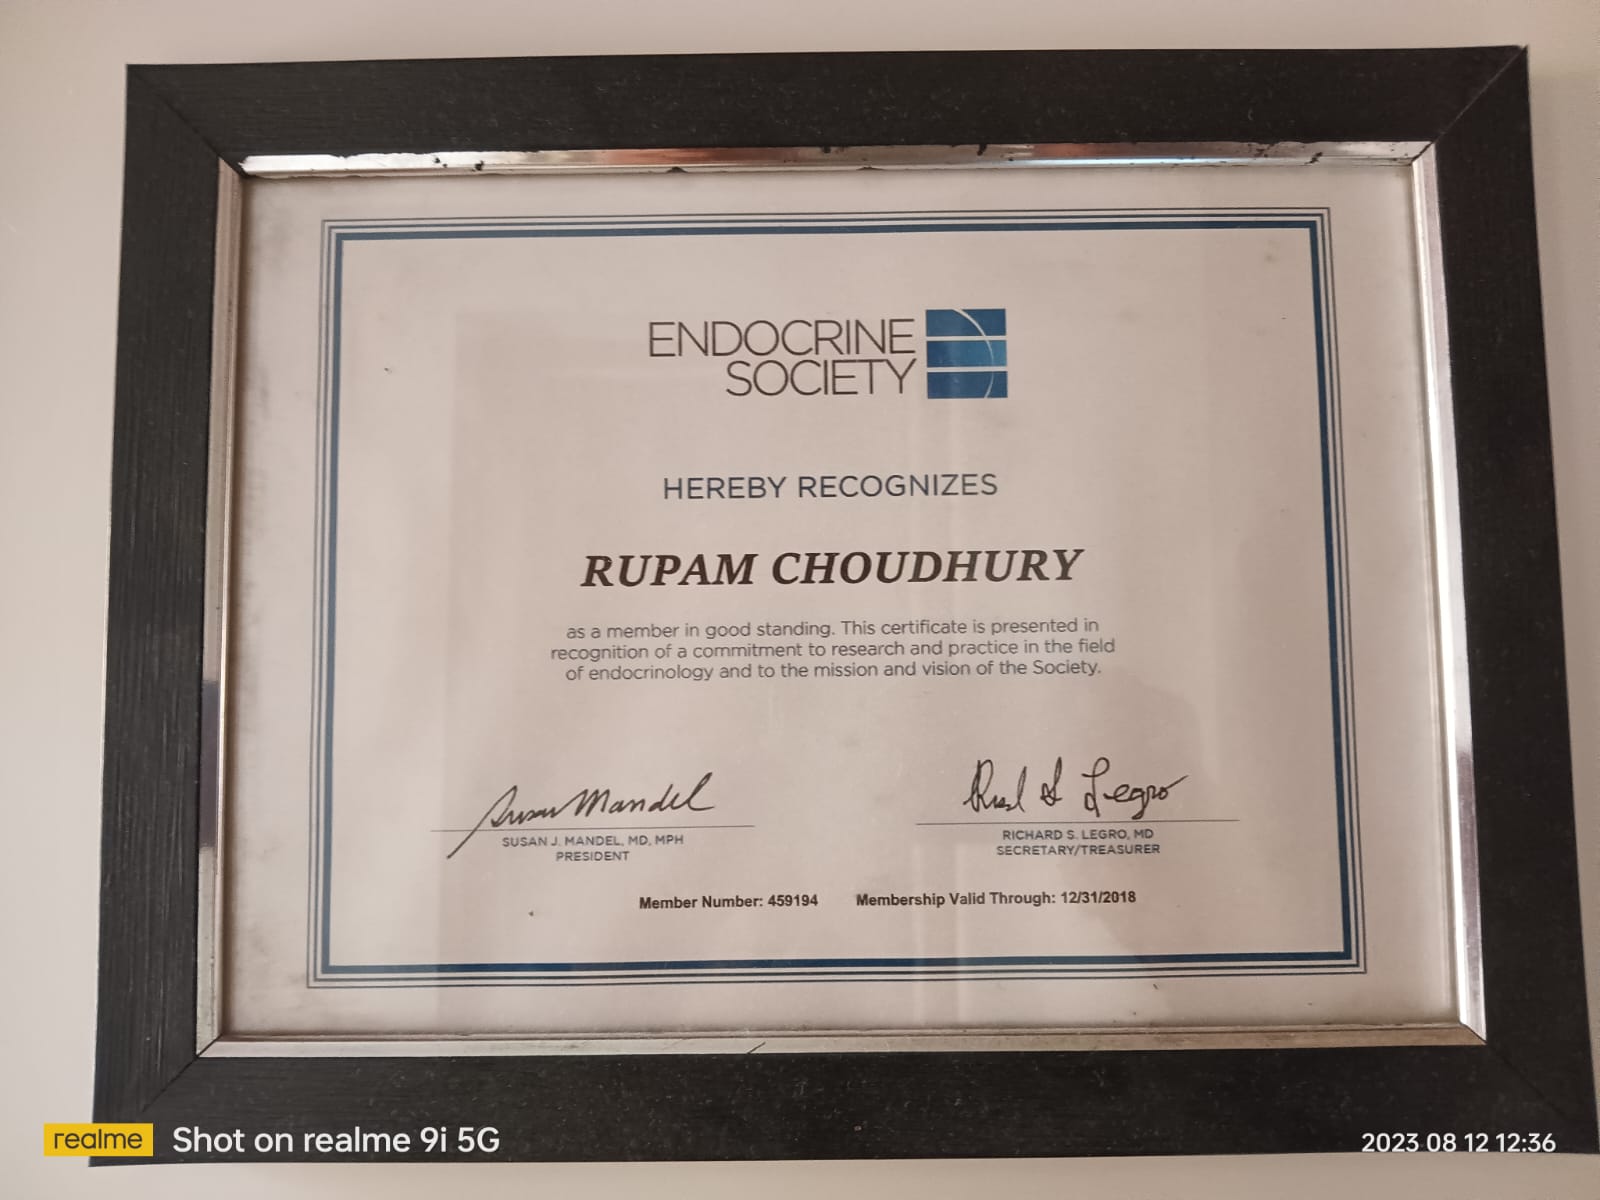 ENDOCRINE
SOCIETY
HEREBY RECOGNIZES
RUPAM CHOUDHURY
as a member in good standing. This certificate is presented in
recognition of a commitment to research and practice in the field
of endocrinology and to the mission and vision of the Society.
Susan Mandel
SUSAN J. MANDEL, MD, MPH
PRESIDENT
Richard S Legro
RICHARD S. LEGRO, MD
SECRETARY/TREASURER
Member Number: 459194 Membership Valid Through: 12/31/2018
realme Shot on realme 9i 5G
2023 08 12 12:36